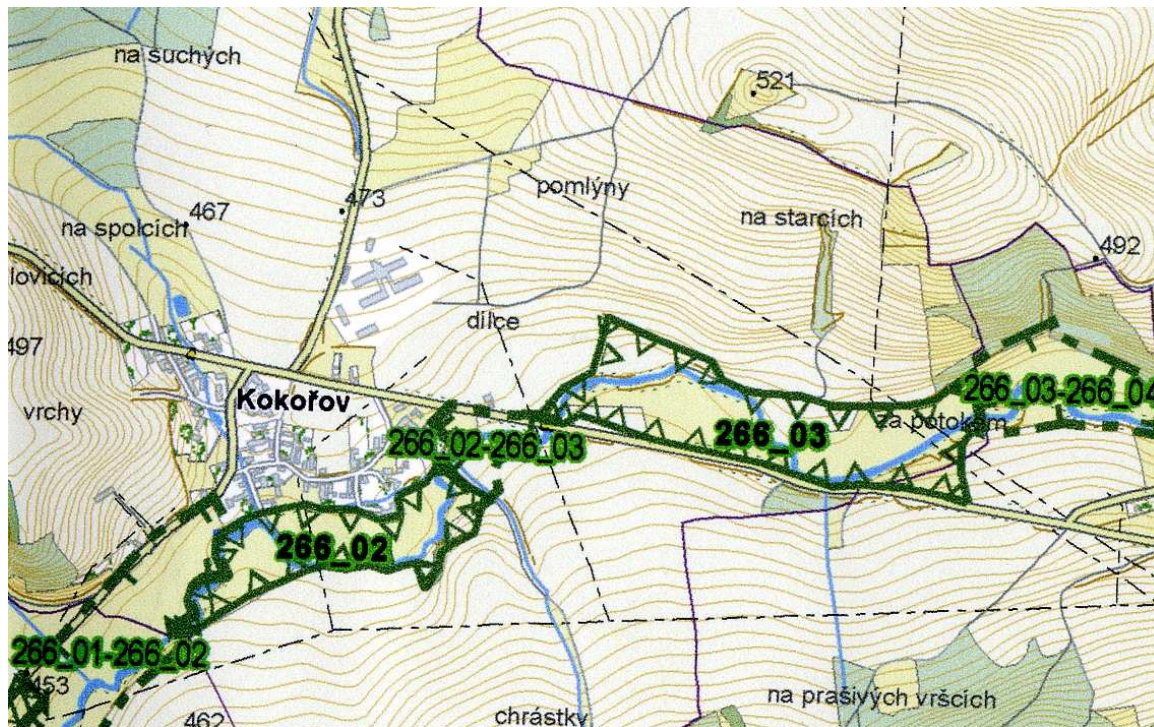 na suchých
521
pomlýny
473
467
na starcích
na spolcích
492
lovicích
dílce
497
266_03-266_04
Kokořov
vrchy
za potokem
266_03
266_02-266_03
266_02
266_01-266_02
453
na prašivých vršcích
462
chrástky